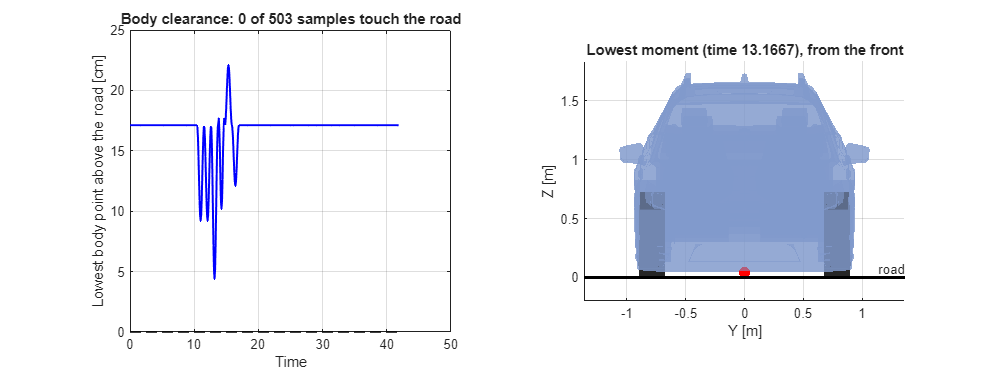 Body clearance: 0 of 503 samples touch the road
25
20
15
10
5
0
0 10 20 30 40 50
Lowest body point above the road [cm]
Time
Lowest moment (time 13.1667), from the front
1.5
1
0.5
0
-1 -0.5 0 0.5 1
Z [m]
Y [m]
road